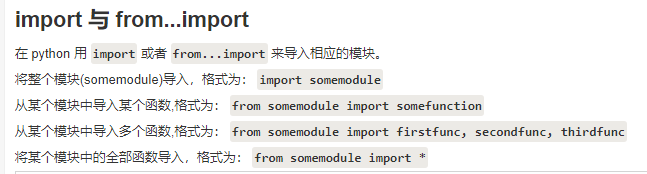 import 与 from...import
在 python 用 import 或者 from...import 来导入相应的模块。
将整个模块(somemodule)导入，格式为： import somemodule
从某个模块中导入某个函数,格式为： from somemodule import somefunction
从某个模块中导入多个函数,格式为： from somemodule import firstfunc, secondfunc, thirdfunc
将某个模块中的全部函数导入，格式为： from somemodule import *